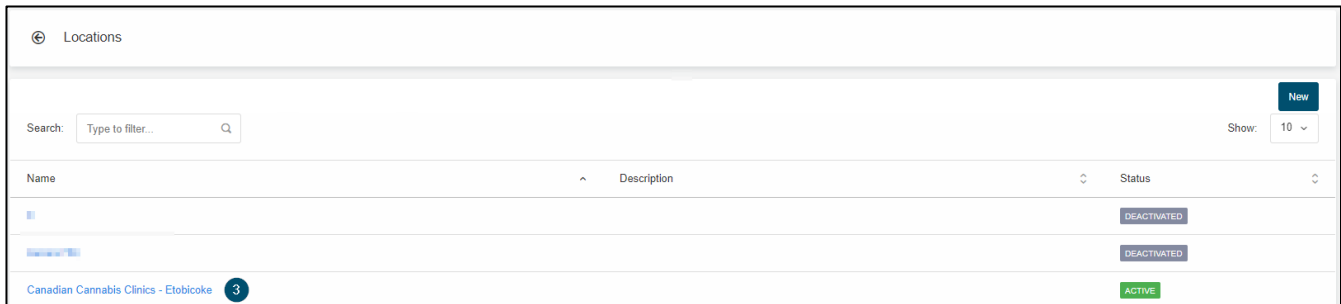 Locations
New
Search: Type to filter... Show: 10
Name Description Status
DEACTIVATED
DEACTIVATED
Canadian Cannabis Clinics - Etobicoke 3 ACTIVE